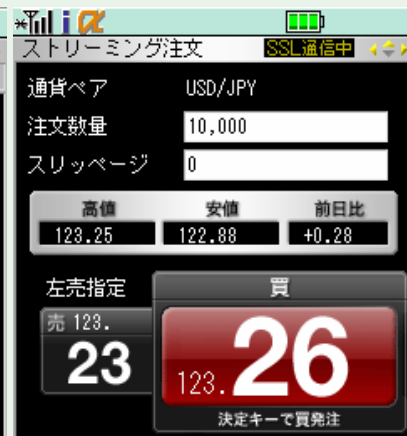 ストリーミング注文 SSL通信中
通貨ペア USD/JPY
注文数量 10,000
スリッページ 0
高値 安値 前日比
123.25 122.88 +0.28
左売指定 買
売 123.
23
123.26
決定キーで買発注